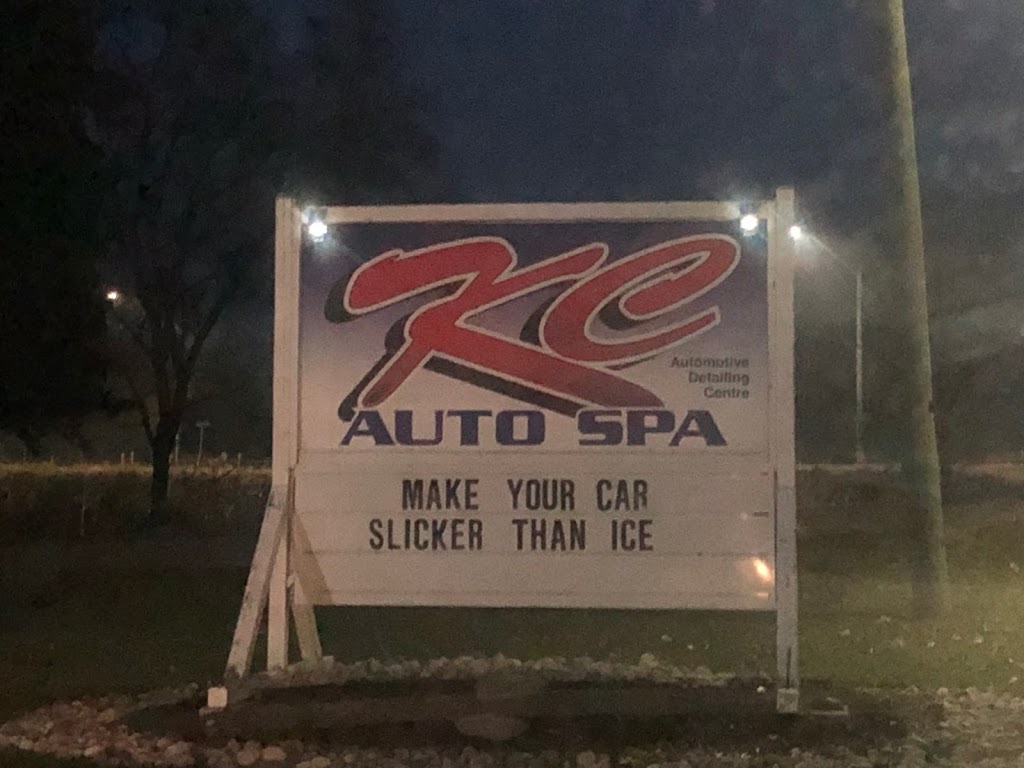 KC
Automotive
Detailing
Centre
AUTO SPA
MAKE YOUR CAR
SLICKER THAN ICE